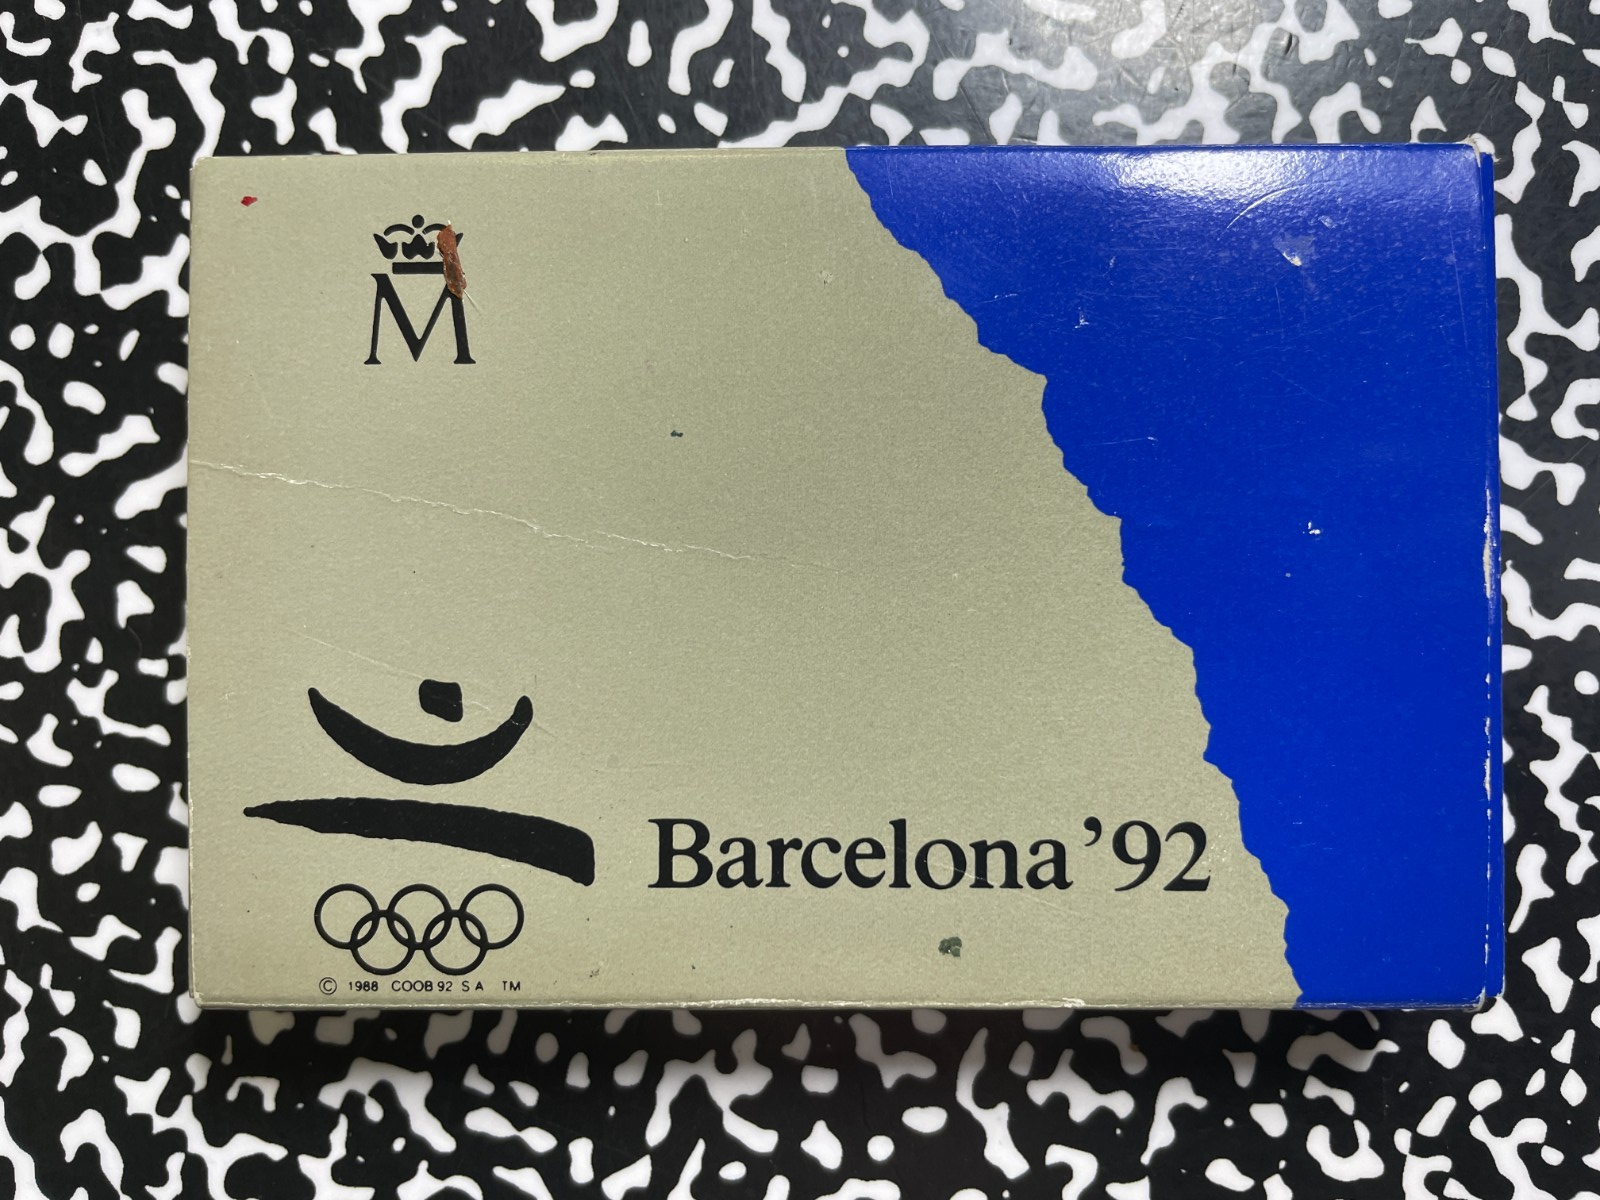 M
Barcelona '92
© 1988 COOB 92 S A TM